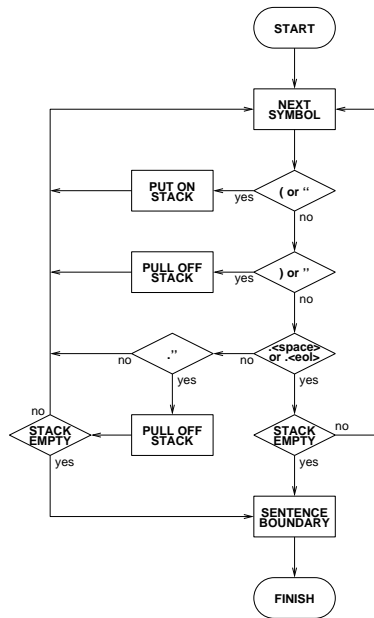 START
NEXT
SYMBOL
PUT ON
STACK
yes
( or “
no
PULL OFF
STACK
yes
) or ”
no
.”
no
no
.<space>
or .<eol>
yes
yes
no
STACK
EMPTY
yes
PULL OFF
STACK
STACK
EMPTY
no
yes
SENTENCE
BOUNDARY
FINISH